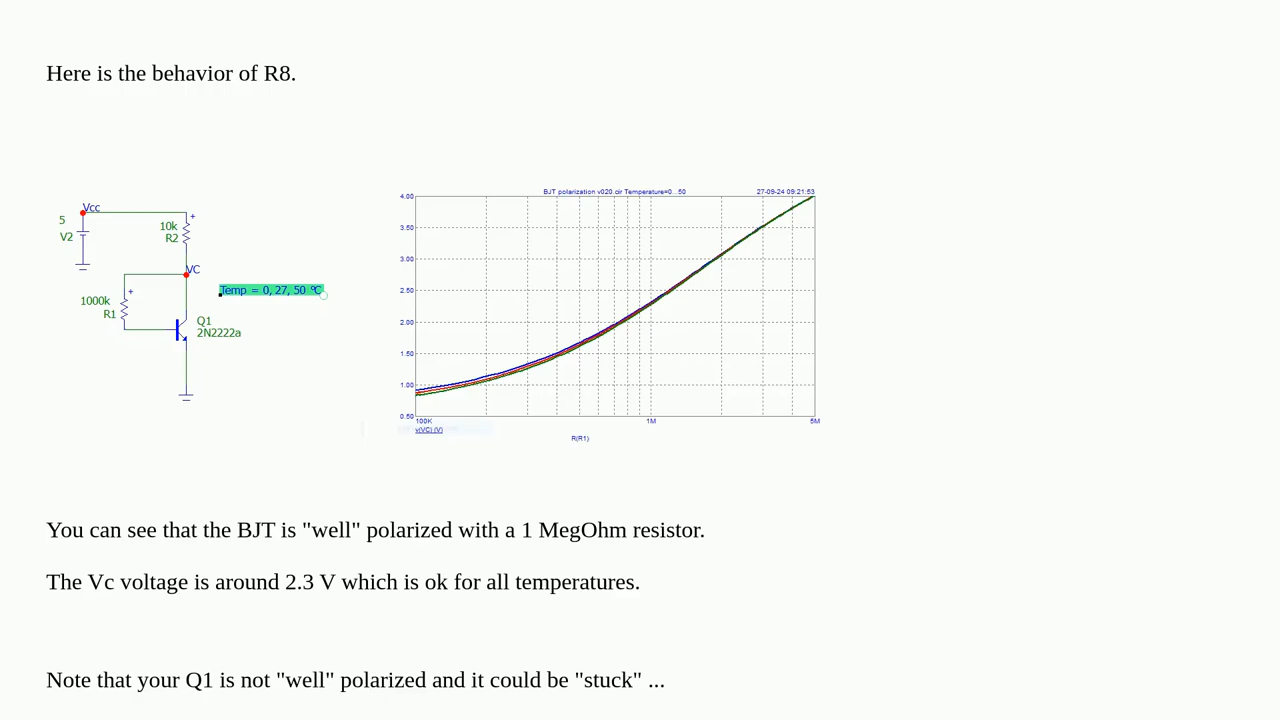 Here is the behavior of R8.
Vcc
5
V2
10k
R2
+
VC
1000k
R1
+
Temp = 0, 27, 50 ºC
Q1
2N2222a
BJT polarization v020.cir Temperature=0...50
27-09-24 09:21:53
4.00
3.50
3.00
2.50
2.00
1.50
1.00
0.50
100K
1M
5M
v(VC) (V)
R(R1)
You can see that the BJT is "well" polarized with a 1 MegOhm resistor.
The Vc voltage is around 2.3 V which is ok for all temperatures.
Note that your Q1 is not "well" polarized and it could be "stuck" ...